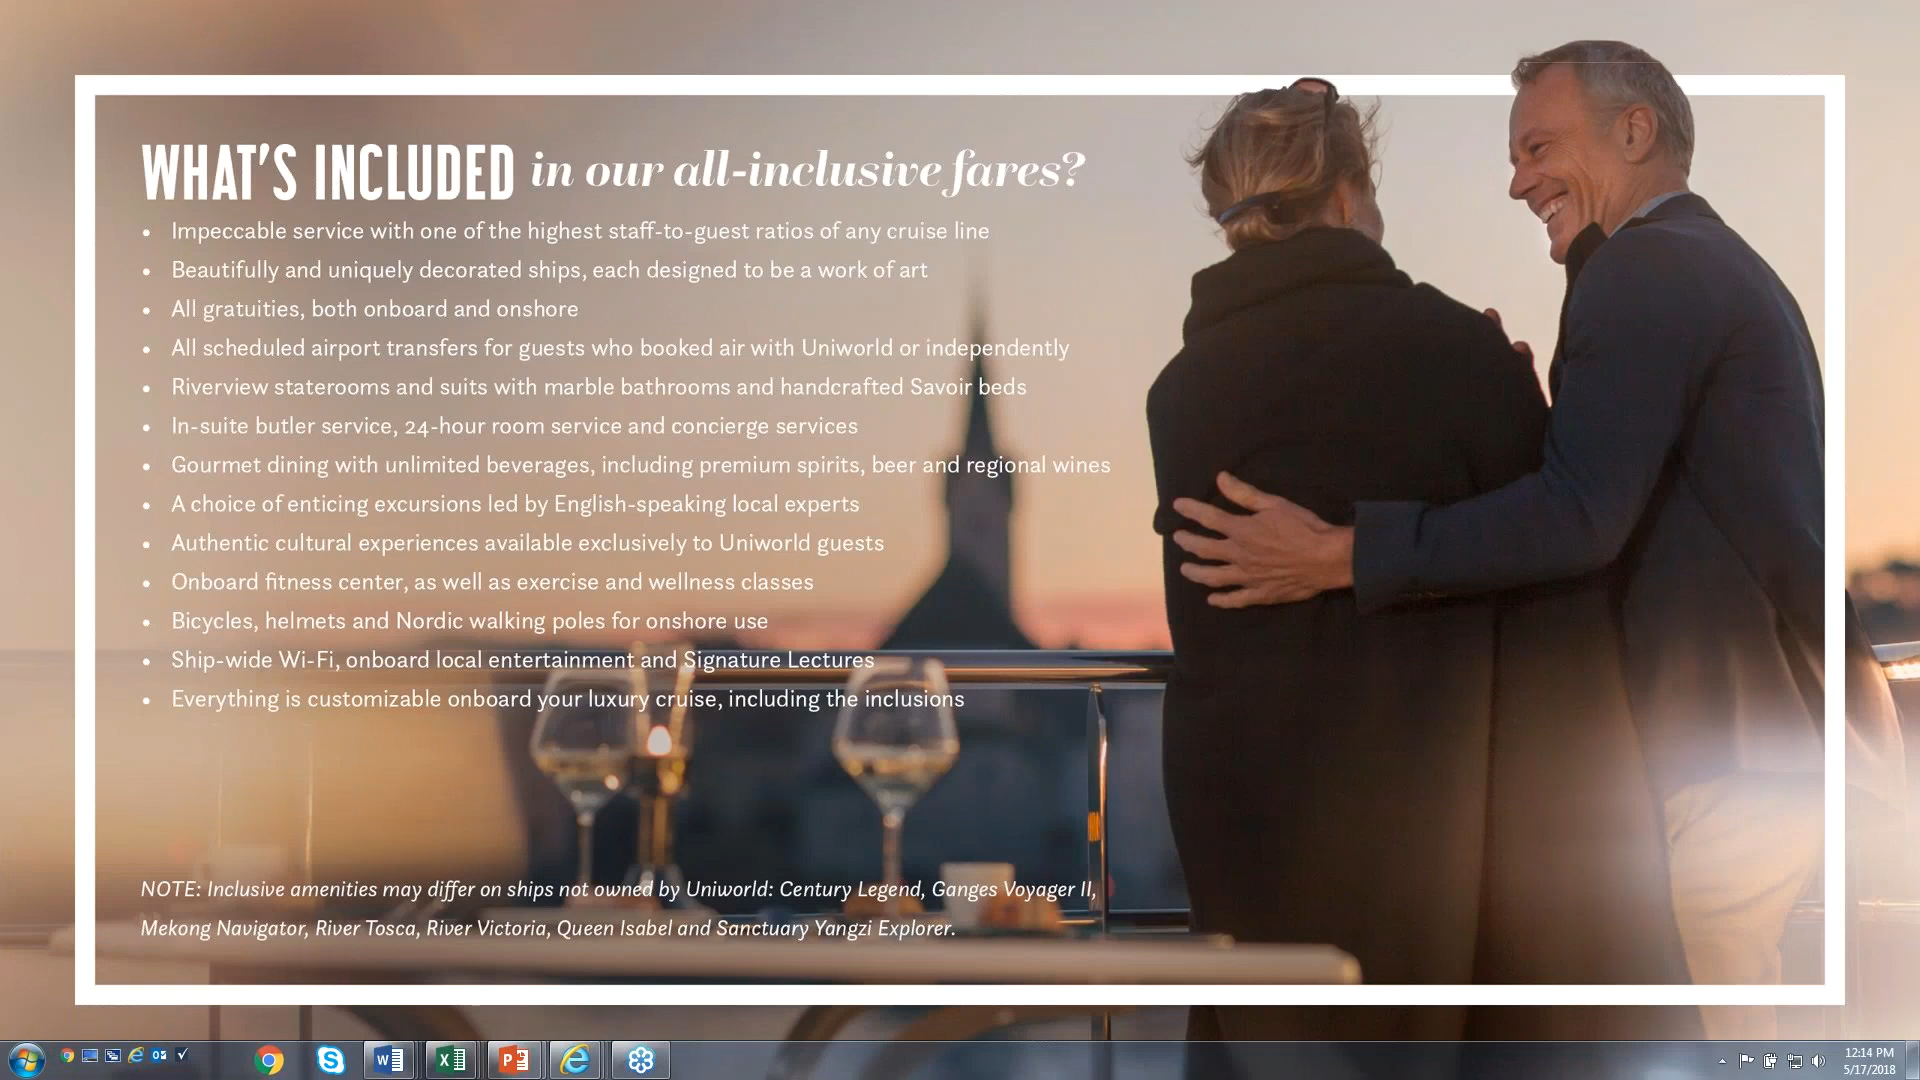 WHAT'S INCLUDED in our all-inclusive fares?
• Impeccable service with one of the highest staff-to-guest ratios of any cruise line
• Beautifully and uniquely decorated ships, each designed to be a work of art
• All gratuities, both onboard and onshore
• All scheduled airport transfers for guests who booked air with Uniworld or independently
• Riverview staterooms and suits with marble bathrooms and handcrafted Savoir beds
• In-suite butler service, 24-hour room service and concierge services
• Gourmet dining with unlimited beverages, including premium spirits, beer and regional wines
• A choice of enticing excursions led by English-speaking local experts
• Authentic cultural experiences available exclusively to Uniworld guests
• Onboard fitness center, as well as exercise and wellness classes
• Bicycles, helmets and Nordic walking poles for onshore use
• Ship-wide Wi-Fi, onboard local entertainment and Signature Lectures
• Everything is customizable onboard your luxury cruise, including the inclusions
NOTE: Inclusive amenities may differ on ships not owned by Uniworld: Century Legend, Ganges Voyager II,
Mekong Navigator, River Tosca, River Victoria, Queen Isabel and Sanctuary Yangzi Explorer.
12:14 PM
5/17/2018